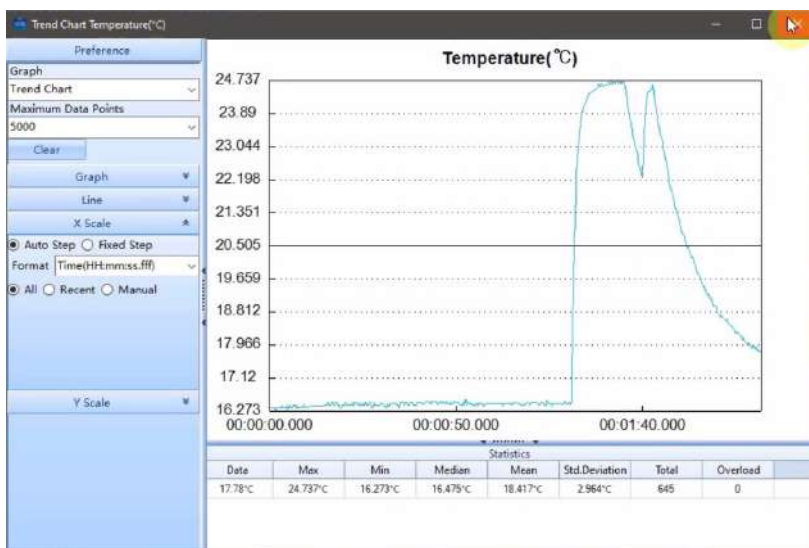 Trend Chart Temperature(°C)
Preference
Graph
Trend Chart
Maximum Data Points
5000
Clear
Graph
Line
X Scale
Auto Step Fixed Step
Format Time(HH:mm:ss.fff)
All Recent Manual
Y Scale
Temperature(℃)
24.737
23.89
23.044
22.198
21.351
20.505
19.659
18.812
17.966
17.12
16.273
00:00:00.000 00:00:50.000 00:01:40.000
Statistics
Data Max Min Median Mean Std.Deviation Total Overload
17.78°C 24.737°C 16.273°C 16.475°C 18.417°C 2.964°C 645 0